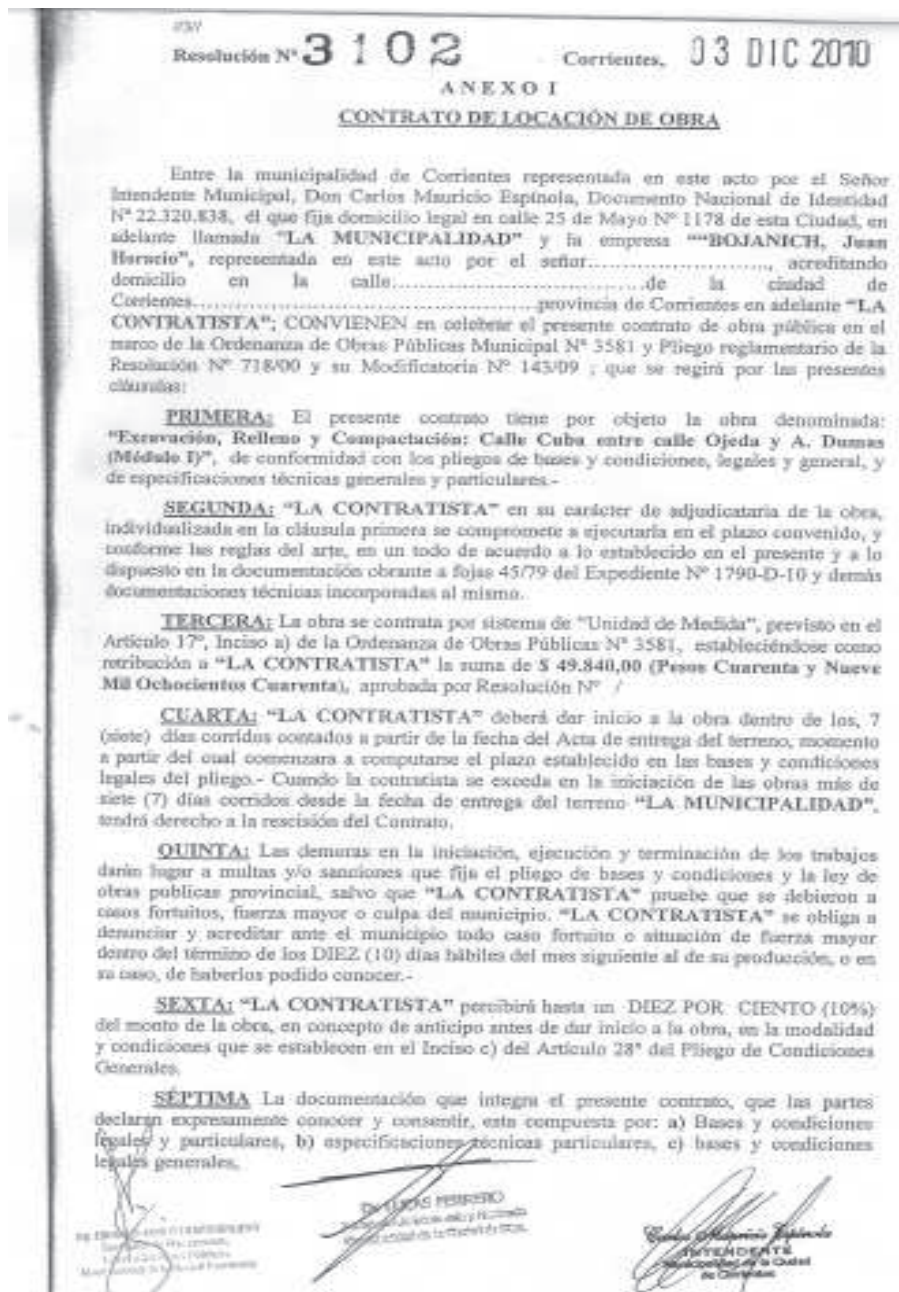 //3//
Resolución Nº 3102 Corrientes, 03 DIC 2010
ANEXO I
CONTRATO DE LOCACIÓN DE OBRA
Entre la municipalidad de Corrientes representada en este acto por el Señor
Intendente Municipal, Don Carlos Mauricio Espínola, Documento Nacional de Identidad
Nº 22.320.838, el que fija domicilio legal en calle 25 de Mayo Nº 1178 de esta Ciudad, en
adelante llamada "LA MUNICIPALIDAD" y la empresa ""BOJANICH, Juan
Horacio", representada en este acto por el señor........................, acreditando
domicilio en la calle..................................de la ciudad de
Corrientes..............................................provincia de Corrientes en adelante "LA
CONTRATISTA"; CONVIENEN en celebrar el presente contrato de obra pública en el
marco de la Ordenanza de Obras Públicas Municipal Nº 3581 y Pliego reglamentario de la
Resolución Nº 718/00 y su Modificatoria Nº 143/09 ; que se regirá por las presentes
cláusulas:
PRIMERA: El presente contrato tiene por objeto la obra denominada:
"Excavación, Relleno y Compactación: Calle Cuba entre calle Ojeda y A. Dumas
(Módulo I)", de conformidad con los pliegos de bases y condiciones, legales y general, y
de especificaciones técnicas generales y particulares.-
SEGUNDA: "LA CONTRATISTA" en su carácter de adjudicataria de la obra,
individualizada en la cláusula primera se compromete a ejecutarla en el plazo convenido, y
conforme las reglas del arte, en un todo de acuerdo a lo establecido en el presente y a lo
dispuesto en la documentación obrante a fojas 45/79 del Expediente Nº 1790-D-10 y demás
documentaciones técnicas incorporadas al mismo.
TERCERA: La obra se contrata por sistema de "Unidad de Medida", previsto en el
Artículo 17º, Inciso a) de la Ordenanza de Obras Públicas Nº 3581, estableciéndose como
retribución a "LA CONTRATISTA" la suma de $ 49.840,00 (Pesos Cuarenta y Nueve
Mil Ochocientos Cuarenta), aprobada por Resolución Nº /
CUARTA: "LA CONTRATISTA" deberá dar inicio a la obra dentro de los, 7
(siete) días corridos contados a partir de la fecha del Acta de entrega del terreno, momento
a partir del cual comenzara a computarse el plazo establecido en las bases y condiciones
legales del pliego.- Cuando la contratista se exceda en la iniciación de las obras más de
siete (7) días corridos desde la fecha de entrega del terreno "LA MUNICIPALIDAD",
tendrá derecho a la rescisión del Contrato.
QUINTA: Las demoras en la iniciación, ejecución y terminación de los trabajos
darán lugar a multas y/o sanciones que fija el pliego de bases y condiciones y la ley de
obras publicas provincial, salvo que "LA CONTRATISTA" pruebe que se debieron a
casos fortuitos, fuerza mayor o culpa del municipio. "LA CONTRATISTA" se obliga a
denunciar y acreditar ante el municipio todo caso fortuito o situación de fuerza mayor
dentro del término de los DIEZ (10) días hábiles del mes siguiente al de su producción, o en
su caso, de haberlos podido conocer.-
SEXTA: "LA CONTRATISTA" percibirá hasta un DIEZ POR CIENTO (10%)
del monto de la obra, en concepto de anticipo antes de dar inicio a la obra, en la modalidad
y condiciones que se establecen en el Inciso c) del Artículo 28º del Pliego de Condiciones
Generales.
SÉPTIMA La documentación que integra el presente contrato, que las partes
declaran expresamente conocer y consentir, esta compuesta por: a) Bases y condiciones
legales y particulares, b) especificaciones técnicas particulares, c) bases y condiciones
legales generales,
Carlos Mauricio Espínola
INTENDENTE
Municipalidad de la Ciudad
de Corrientes